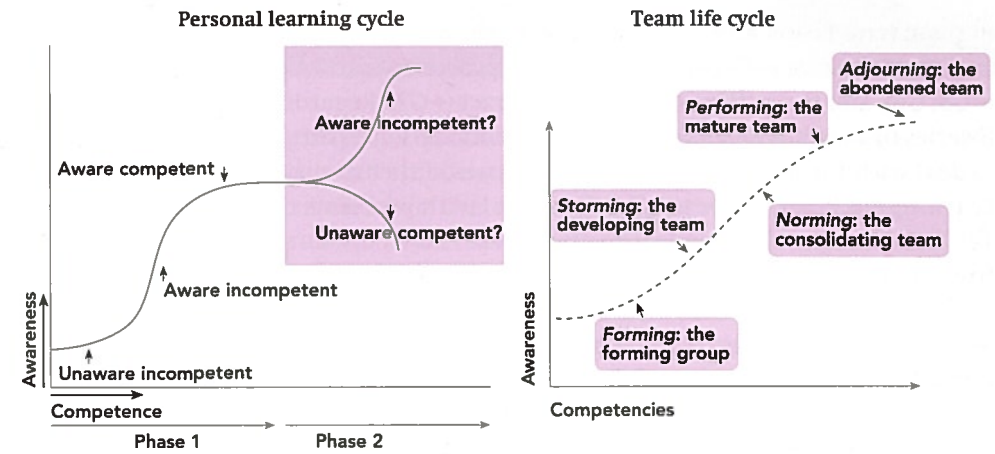 Personal learning cycle
Aware incompetent?
Aware competent
Unaware competent?
Aware incompetent
Unaware incompetent
Awareness
Competence
Phase 1
Phase 2
Team life cycle
Adjourning: the
abondened team
Performing: the
mature team
Storming: the
developing team
Norming: the
consolidating team
Forming: the
forming group
Awareness
Competencies